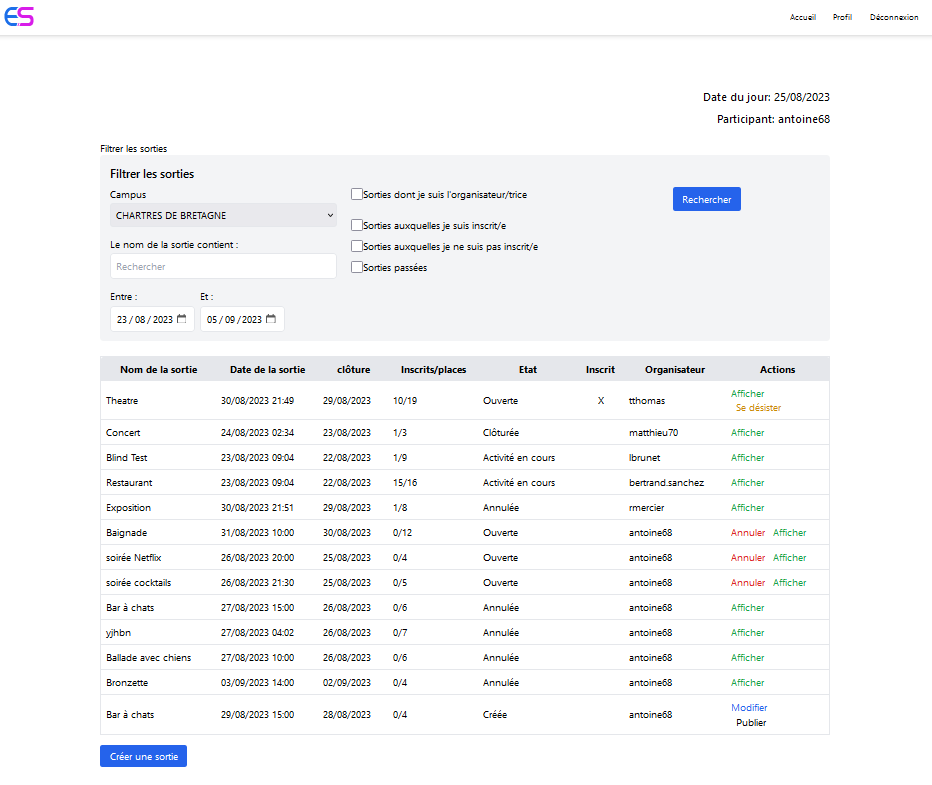 ES
Accueil Profil Déconnexion
Date du jour: 25/08/2023
Participant: antoine68
Filtrer les sorties
Filtrer les sorties
Campus
CHARTRES DE BRETAGNE
Le nom de la sortie contient :
Rechercher
Entre : Et :
23/08/2023 05/09/2023
Sorties dont je suis l'organisateur/trice
Sorties auxquelles je suis inscrit/e
Sorties auxquelles je ne suis pas inscrit/e
Sorties passées
Rechercher
Nom de la sortie Date de la sortie clôture Inscrits/places Etat Inscrit Organisateur Actions
Theatre 30/08/2023 21:49 29/08/2023 10/19 Ouverte X tthomas Afficher
Se désister
Concert 24/08/2023 02:34 23/08/2023 1/3 Clôturée matthieu70 Afficher
Blind Test 23/08/2023 09:04 22/08/2023 1/9 Activité en cours lbrunet Afficher
Restaurant 23/08/2023 09:04 22/08/2023 15/16 Activité en cours bertrand.sanchez Afficher
Exposition 30/08/2023 21:51 29/08/2023 1/8 Annulée rmercier Afficher
Baignade 31/08/2023 10:00 30/08/2023 0/12 Ouverte antoine68 Annuler Afficher
soirée Netflix 26/08/2023 20:00 25/08/2023 0/4 Ouverte antoine68 Annuler Afficher
soirée cocktails 26/08/2023 21:30 25/08/2023 0/5 Ouverte antoine68 Annuler Afficher
Bar à chats 27/08/2023 15:00 26/08/2023 0/6 Annulée antoine68 Afficher
yjhbn 27/08/2023 04:02 26/08/2023 0/7 Annulée antoine68 Afficher
Ballade avec chiens 27/08/2023 10:00 26/08/2023 0/6 Annulée antoine68 Afficher
Bronzette 03/09/2023 14:00 02/09/2023 0/4 Annulée antoine68 Afficher
Bar à chats 29/08/2023 15:00 28/08/2023 0/4 Créée antoine68 Modifier
Publier
Créer une sortie